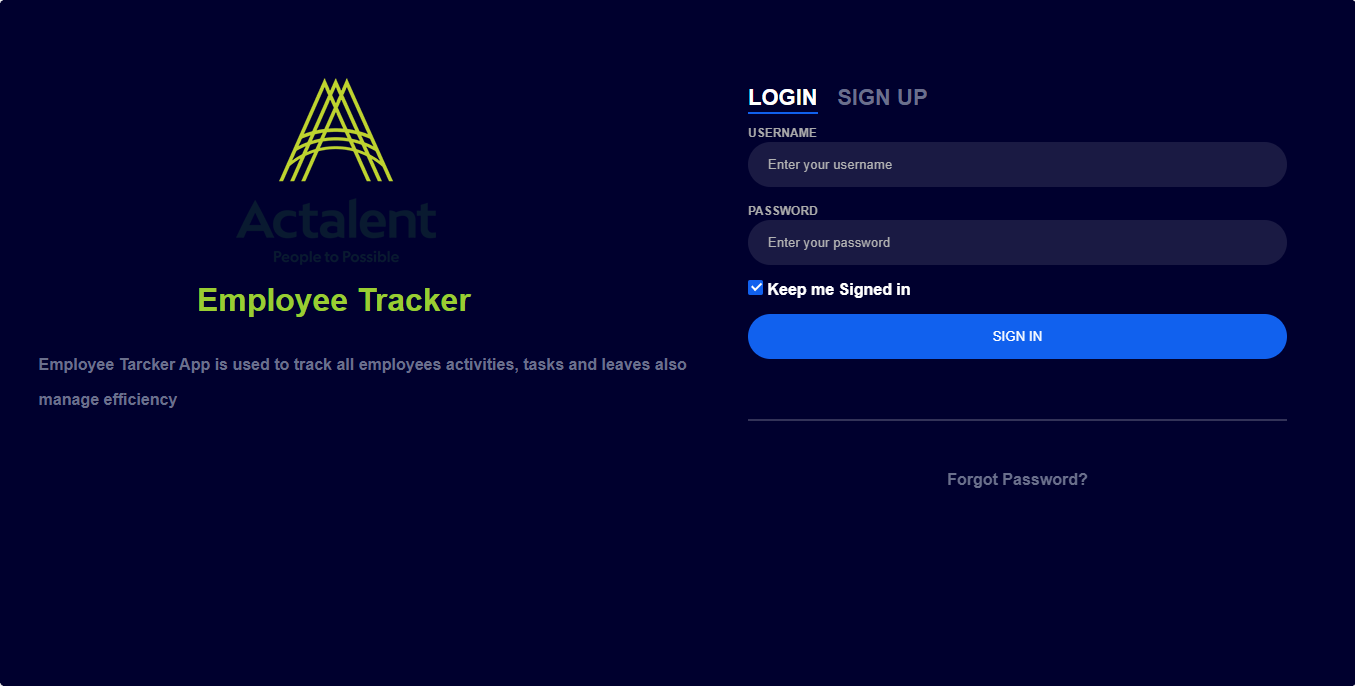 Actalent
People to Possible
Employee Tracker
Employee Tarcker App is used to track all employees activities, tasks and leaves also
manage efficiency
LOGIN SIGN UP
USERNAME
Enter your username
PASSWORD
Enter your password
Keep me Signed in
SIGN IN
Forgot Password?